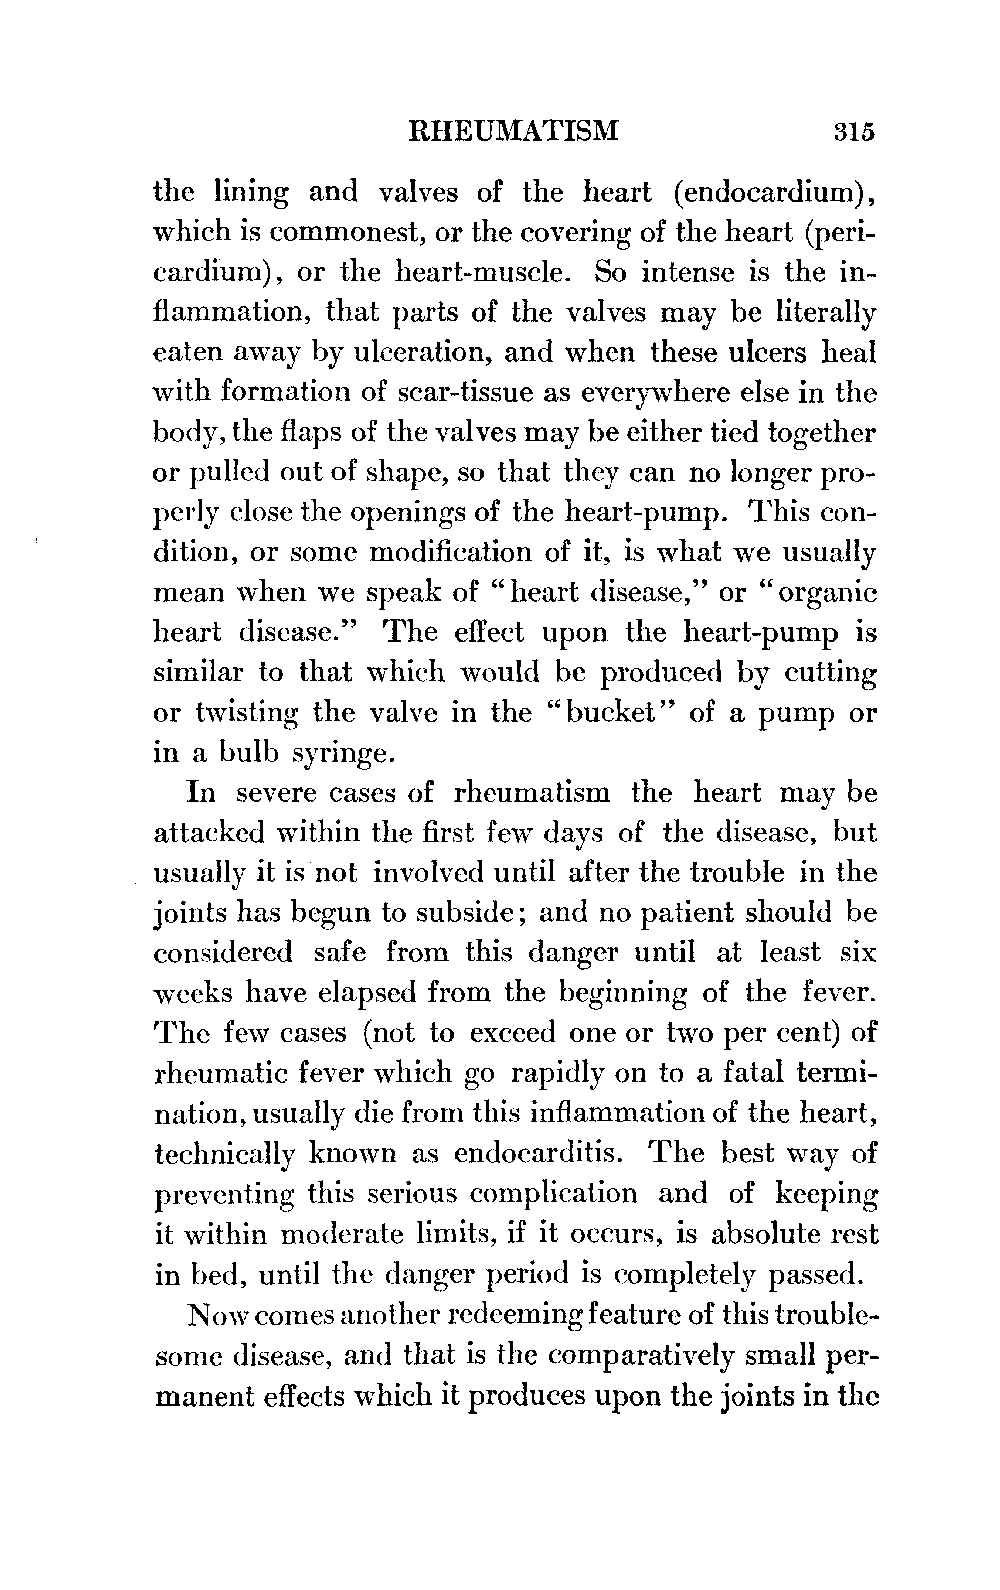 RHEUMATISM 315
the lining and valves of the heart (endocardium),
which is commonest, or the covering of the heart (peri-
cardium), or the heart-muscle. So intense is the in-
flammation, that parts of the valves may be literally
eaten away by ulceration, and when these ulcers heal
with formation of scar-tissue as everywhere else in the
body, the flaps of the valves may be either tied together
or pulled out of shape, so that they can no longer pro-
perly close the openings of the heart-pump. This con-
dition, or some modification of it, is what we usually
mean when we speak of “heart disease,” or “organic
heart disease.” The effect upon the heart-pump is
similar to that which would be produced by cutting
or twisting the valve in the “bucket” of a pump or
in a bulb syringe.
In severe cases of rheumatism the heart may be
attacked within the first few days of the disease, but
usually it is not involved until after the trouble in the
joints has begun to subside; and no patient should be
considered safe from this danger until at least six
weeks have elapsed from the beginning of the fever.
The few cases (not to exceed one or two per cent) of
rheumatic fever which go rapidly on to a fatal termi-
nation, usually die from this inflammation of the heart,
technically known as endocarditis. The best way of
preventing this serious complication and of keeping
it within moderate limits, if it occurs, is absolute rest
in bed, until the danger period is completely passed.
Now comes another redeeming feature of this trouble-
some disease, and that is the comparatively small per-
manent effects which it produces upon the joints in the